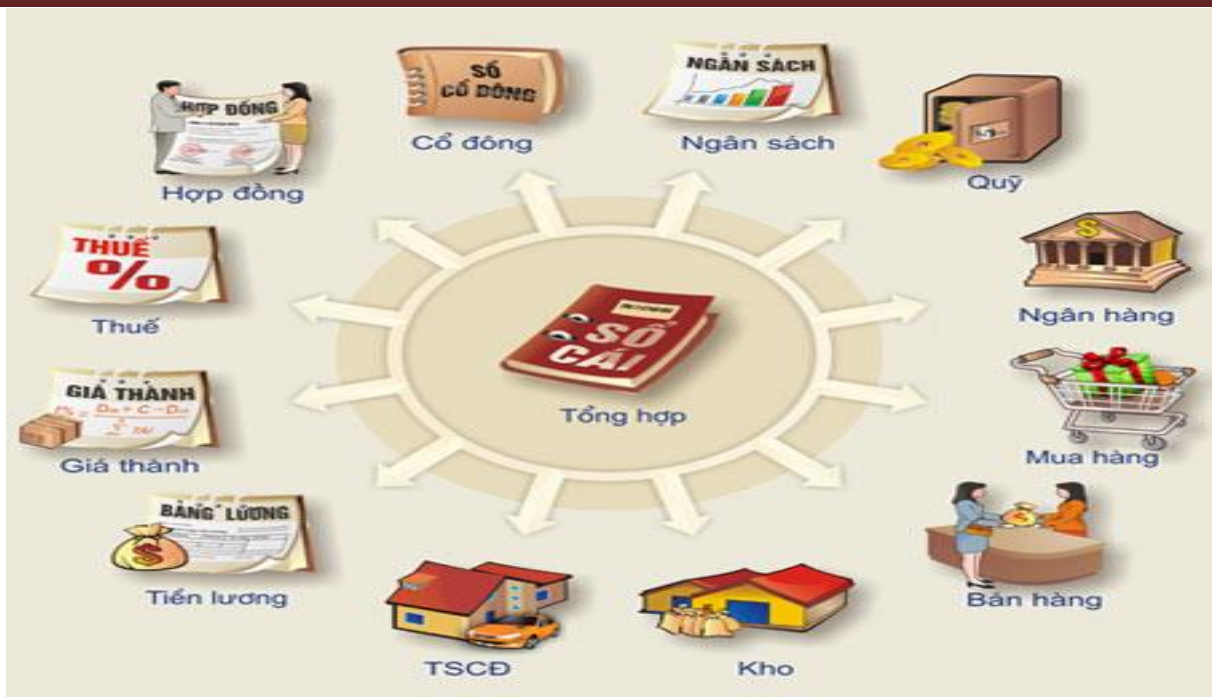 SỔ
CỔ ĐÔNG
Cổ đông
NGÂN SÁCH
Ngân sách
HỢP ĐỒNG
Hợp đồng
Quỹ
THUẾ
%
Thuế
$
Ngân hàng
SỔ
CÁI
Tổng hợp
GIÁ THÀNH
Giá thành
Mua hàng
BẢNG LƯƠNG
$
Tiền lương
$
Bán hàng
TSCĐ
Kho